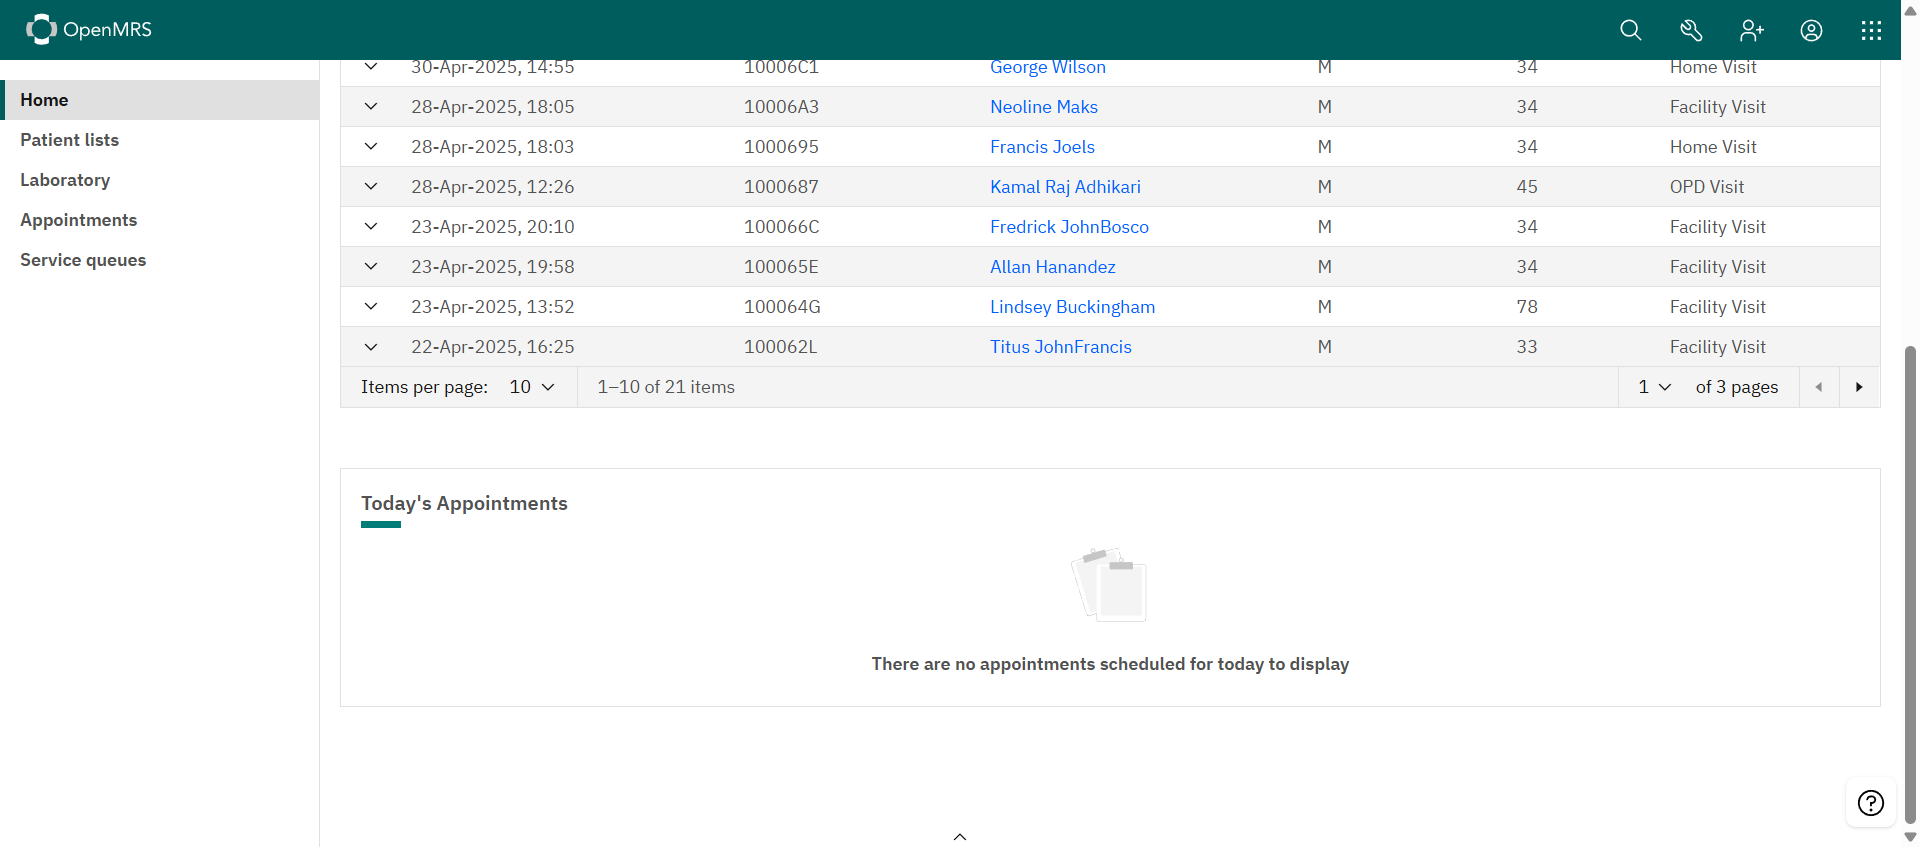 OpenMRS
Home
Patient lists
Laboratory
Appointments
Service queues
30-Apr-2025, 14:55 10006C1 George Wilson M 34 Home Visit
28-Apr-2025, 18:05 10006A3 Neoline Maks M 34 Facility Visit
28-Apr-2025, 18:03 1000695 Francis Joels M 34 Home Visit
28-Apr-2025, 12:26 1000687 Kamal Raj Adhikari M 45 OPD Visit
23-Apr-2025, 20:10 100066C Fredrick JohnBosco M 34 Facility Visit
23-Apr-2025, 19:58 100065E Allan Hanandez M 34 Facility Visit
23-Apr-2025, 13:52 100064G Lindsey Buckingham M 78 Facility Visit
22-Apr-2025, 16:25 100062L Titus JohnFrancis M 33 Facility Visit
Items per page: 10 1–10 of 21 items 1 of 3 pages
Today's Appointments
There are no appointments scheduled for today to display